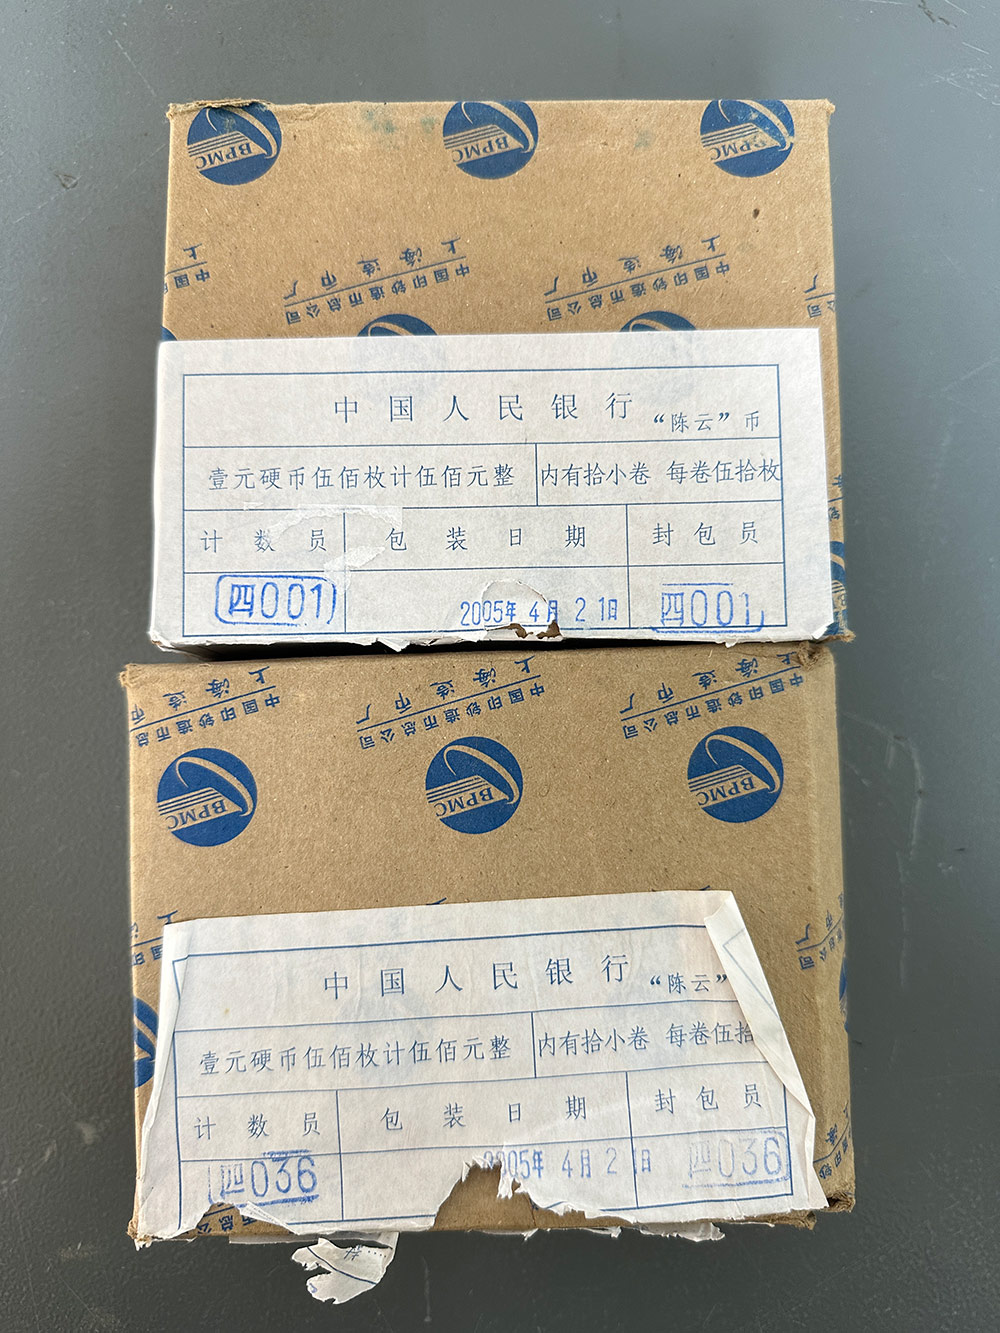 BPMC
BPMC
BPMC
上海造币厂
中国印钞造币总公司
上海造币厂
中国印钞造币总公司
中国人民银行 “陈云”币
壹元硬币伍佰枚计伍佰元整 内有拾小卷 每卷伍拾枚
计数员 包装日期 封包员
四001 2005年4月21日 四001
上海造币厂
中国印钞造币总公司
上海造币厂
中国印钞造币总公司
上海造币厂
中国印钞造币总公司
BPMC
BPMC
BPMC
中国人民银行 “陈云”
壹元硬币伍佰枚计伍佰元整 内有拾小卷 每卷伍拾
计数员 包装日期 封包员
四036 2005年4月2 日 四036